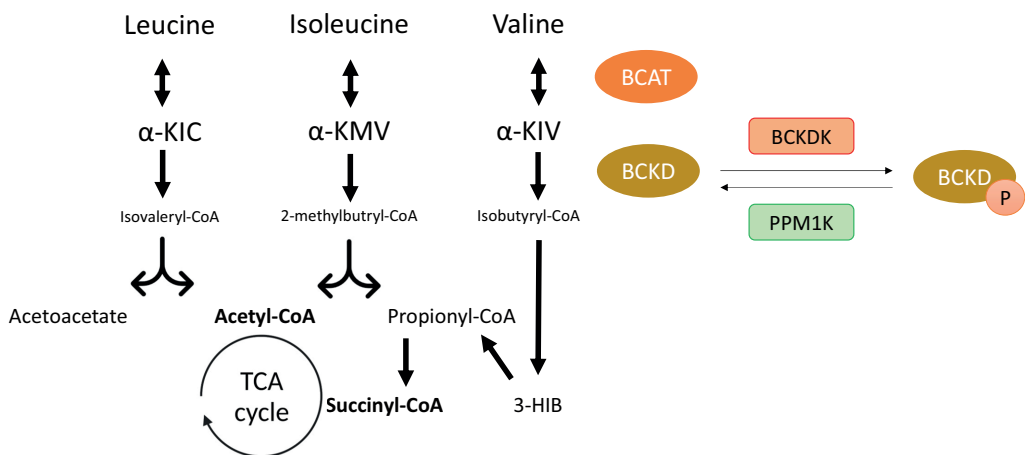 Leucine Isoleucine Valine
BCAT
α-KIC α-KMV α-KIV
BCKDK
BCKD
BCKD
P
PPM1K
Isovaleryl-CoA 2-methylbutryl-CoA Isobutyryl-CoA
Acetoacetate Acetyl-CoA Propionyl-CoA
TCA
cycle
Succinyl-CoA 3-HIB